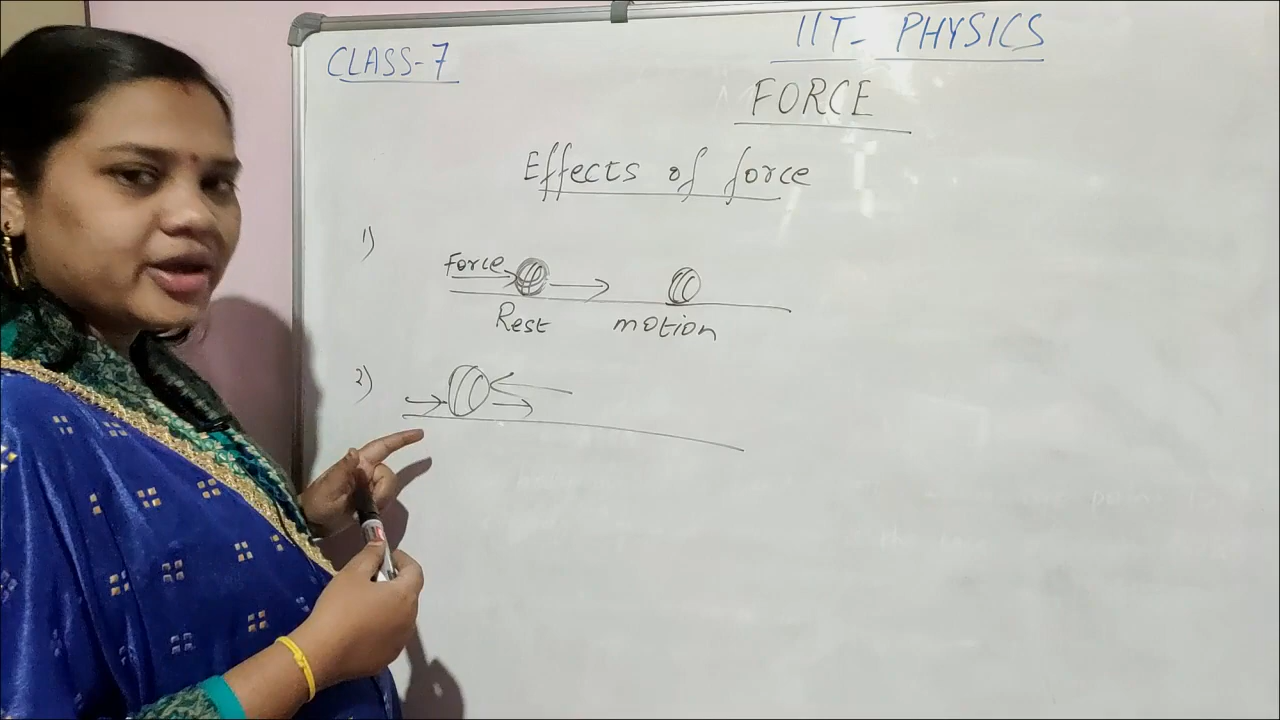 CLASS-7
IIT- PHYSICS
FORCE
Effects of force
1)
Force
Rest
motion
2)